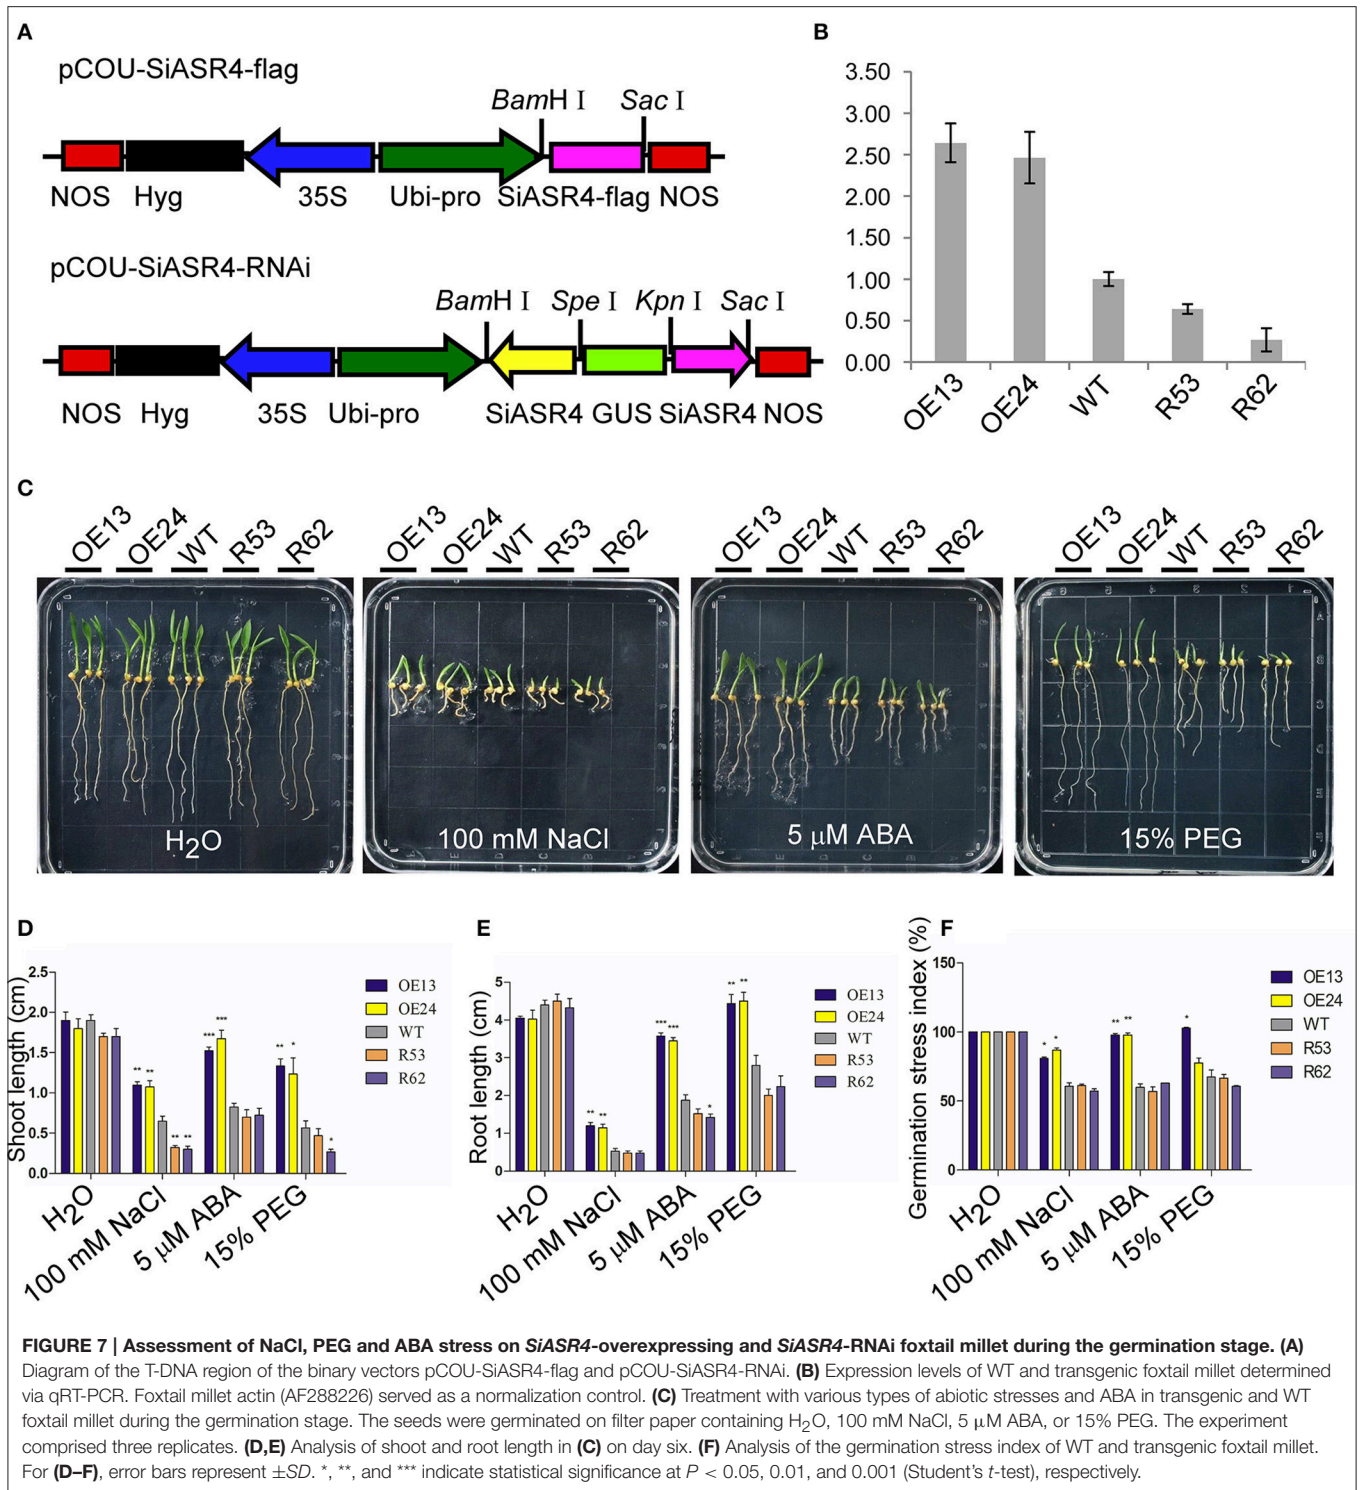 A
pCOU-SiASR4-flag
BamH I
Sac I
NOS
Hyg
35S
Ubi-pro
SiASR4-flag
NOS
pCOU-SiASR4-RNAi
BamH I
Spe I
Kpn I
Sac I
NOS
Hyg
35S
Ubi-pro
SiASR4
GUS
SiASR4
NOS
B
3.50
3.00
2.50
2.00
1.50
1.00
0.50
0.00
OE13
OE24
WT
R53
R62
C
OE13
OE24
WT
R53
R62
OE13
OE24
WT
R53
R62
OE13
OE24
WT
R53
R62
OE13
OE24
WT
R53
R62
H2O
100 mM NaCl
5 µM ABA
15% PEG
D
Shoot length (cm)
2.5
2.0
1.5
1.0
0.5
0.0
** **
** **
*** ***
** *
*
H2O
100 mM NaCl
5 µM ABA
15% PEG
OE13
OE24
WT
R53
R62
E
Root length (cm)
5
4
3
2
1
0
** **
*** ***
*
** **
H2O
100 mM NaCl
5 µM ABA
15% PEG
OE13
OE24
WT
R53
R62
F
Germination stress index (%)
150
100
50
0
* *
** **
*
H2O
100 mM NaCl
5 µM ABA
15% PEG
OE13
OE24
WT
R53
R62
FIGURE 7 | Assessment of NaCl, PEG and ABA stress on SiASR4-overexpressing and SiASR4-RNAi foxtail millet during the germination stage. (A)
Diagram of the T-DNA region of the binary vectors pCOU-SiASR4-flag and pCOU-SiASR4-RNAi. (B) Expression levels of WT and transgenic foxtail millet determined
via qRT-PCR. Foxtail millet actin (AF288226) served as a normalization control. (C) Treatment with various types of abiotic stresses and ABA in transgenic and WT
foxtail millet during the germination stage. The seeds were germinated on filter paper containing H2O, 100 mM NaCl, 5 µM ABA, or 15% PEG. The experiment
comprised three replicates. (D,E) Analysis of shoot and root length in (C) on day six. (F) Analysis of the germination stress index of WT and transgenic foxtail millet.
For (D–F), error bars represent ±SD. *, **, and *** indicate statistical significance at P < 0.05, 0.01, and 0.001 (Student's t-test), respectively.